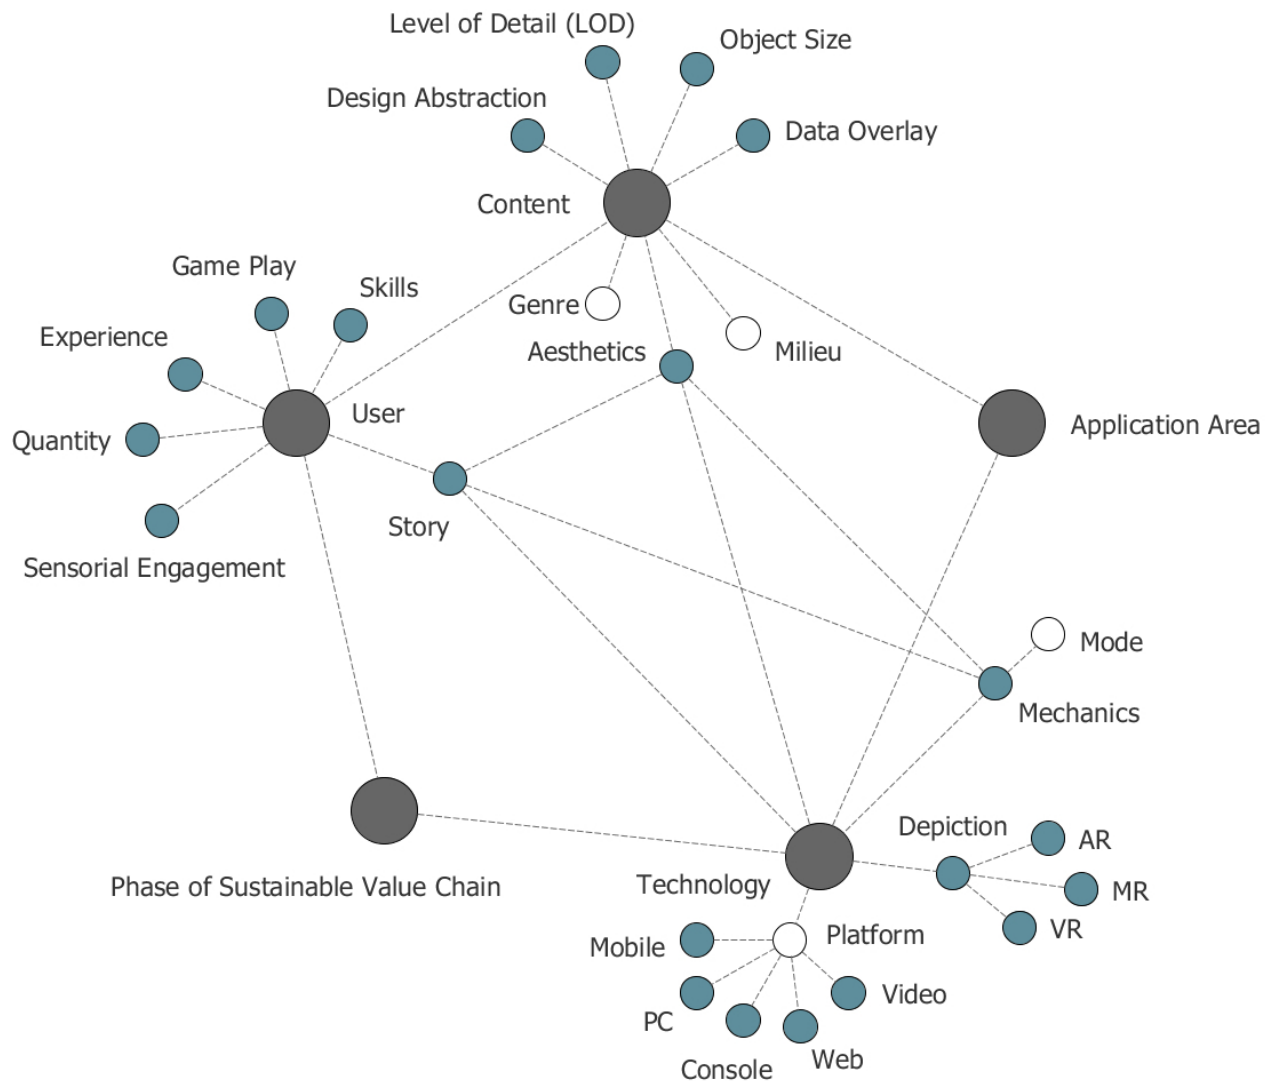 Level of Detail (LOD)
Object Size
Design Abstraction
Data Overlay
Content
Game Play
Skills
Genre
Experience
Aesthetics
Milieu
User
Application Area
Quantity
Story
Sensorial Engagement
Mode
Mechanics
Depiction
AR
Phase of Sustainable Value Chain
Technology
MR
Platform
VR
Mobile
Video
PC
Console
Web